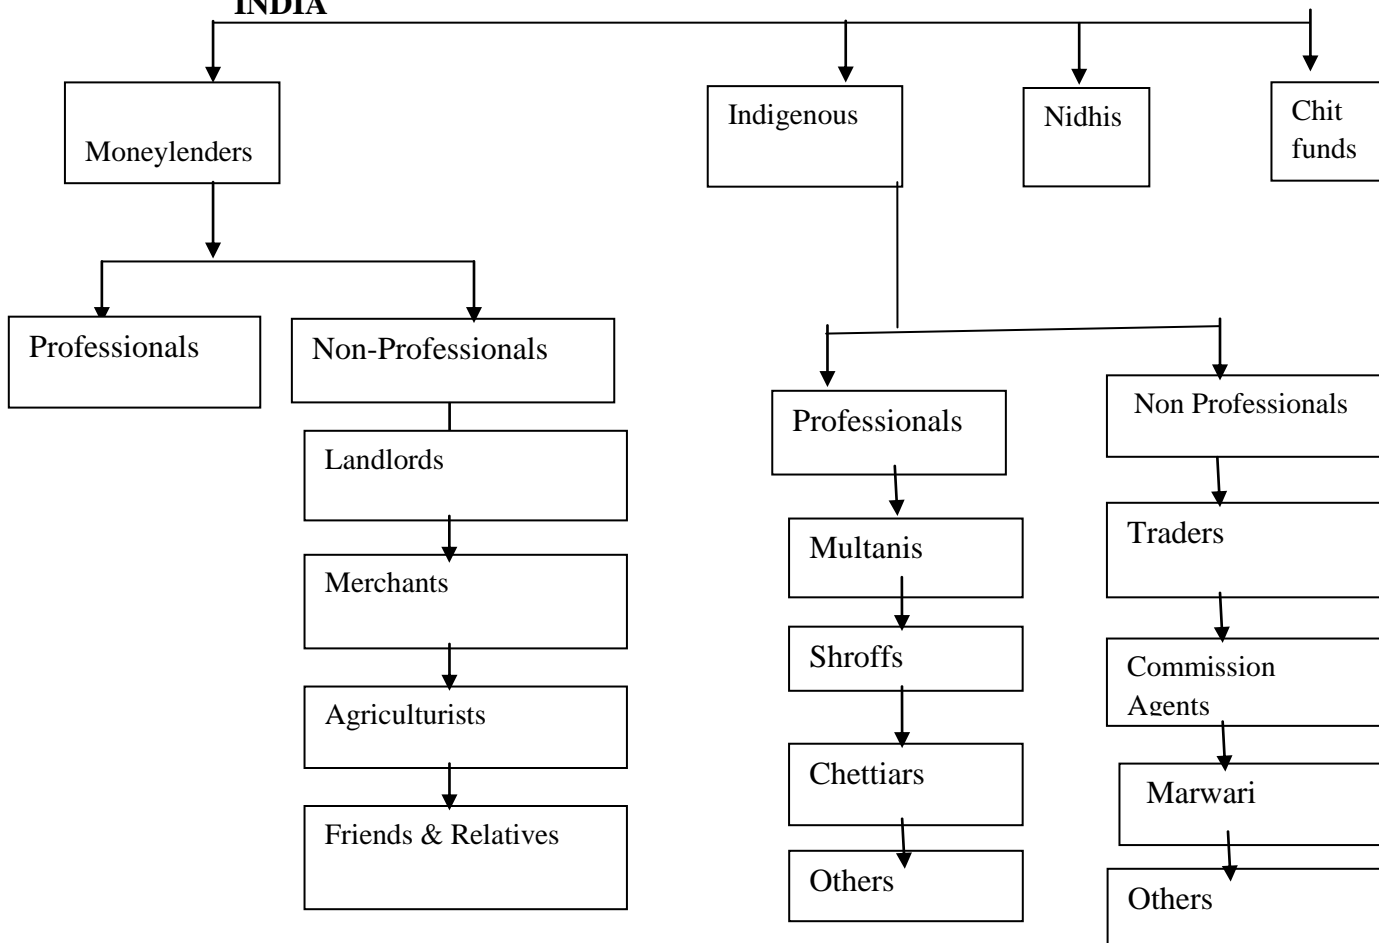 INDIA
Moneylenders
Indigenous
Nidhis
Chit
funds
Professionals
Non-Professionals
Landlords
Merchants
Agriculturists
Friends & Relatives
Professionals
Multanis
Shroffs
Chettiars
Others
Non Professionals
Traders
Commission
Agents
Marwari
Others